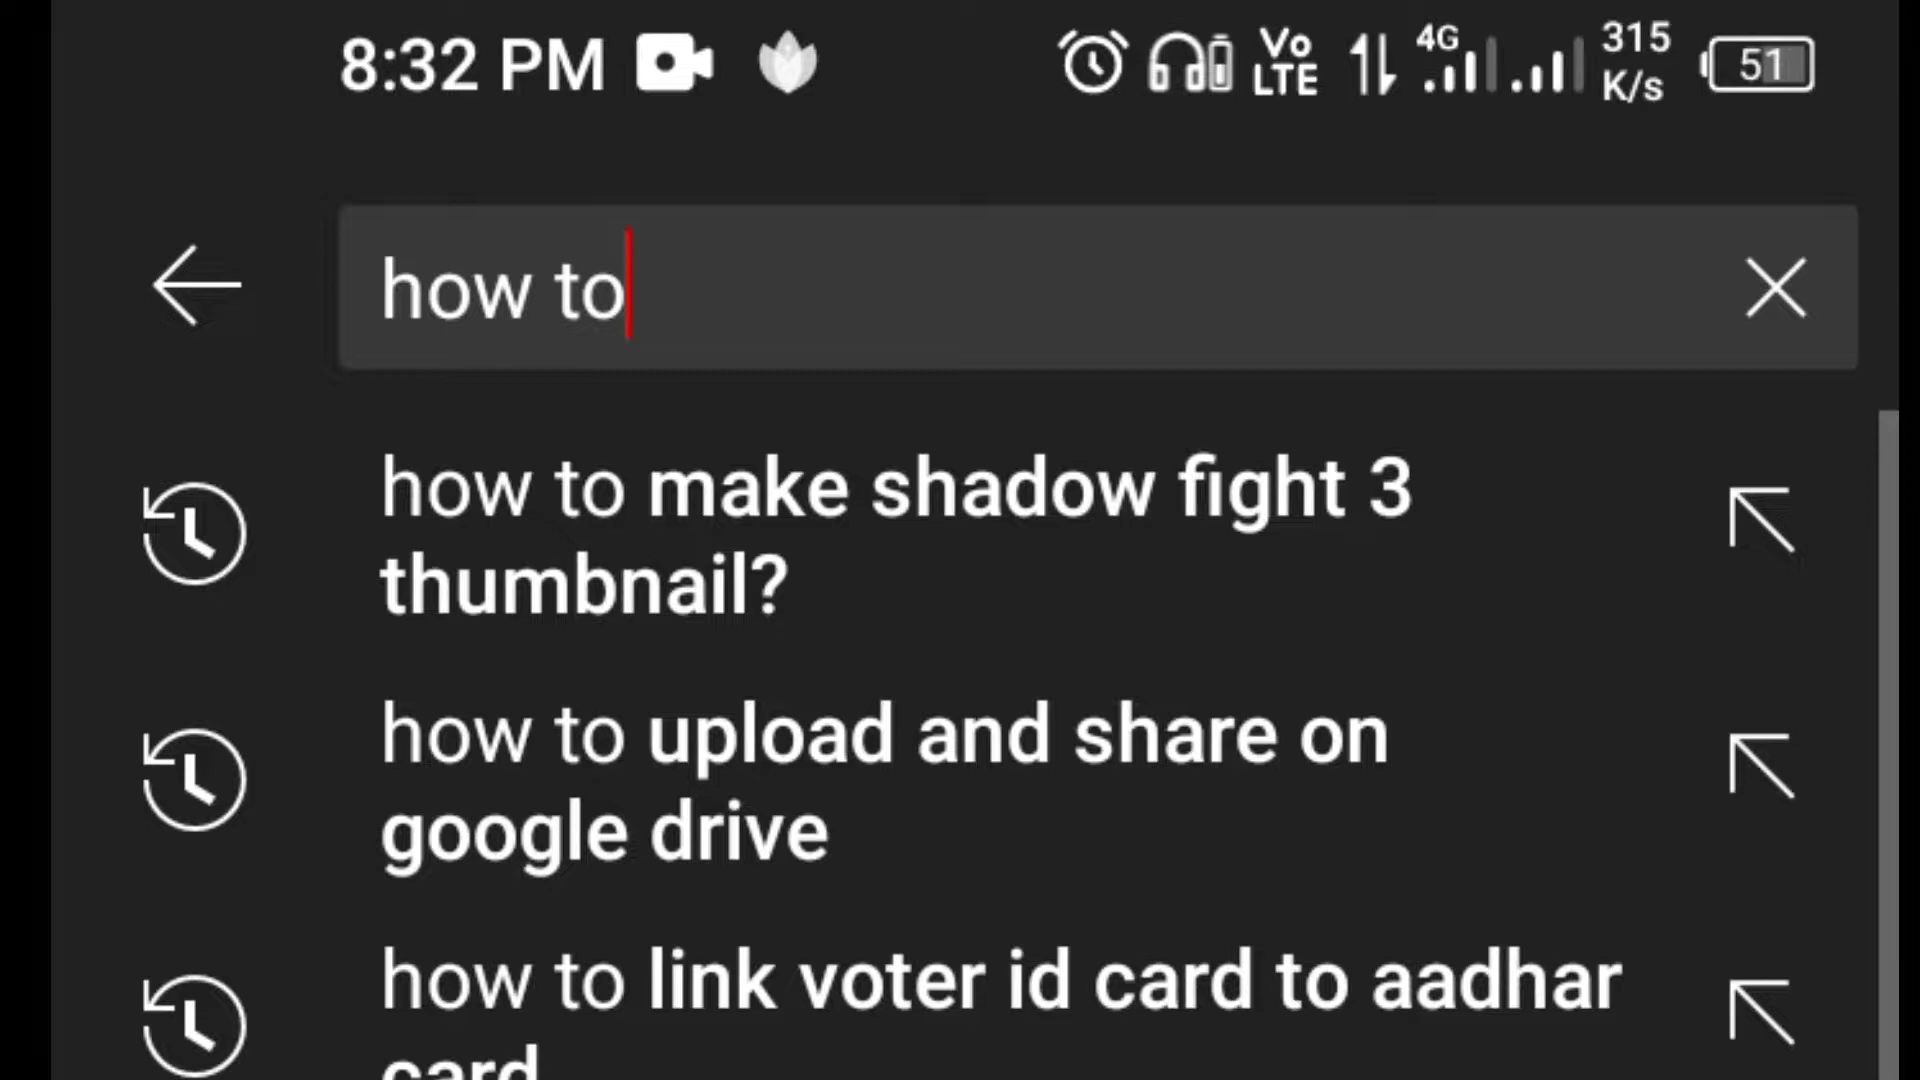 8:32 PM Vo LTE 4G 315 K/s 51
how to
how to make shadow fight 3
thumbnail?
how to upload and share on
google drive
how to link voter id card to aadhar
card